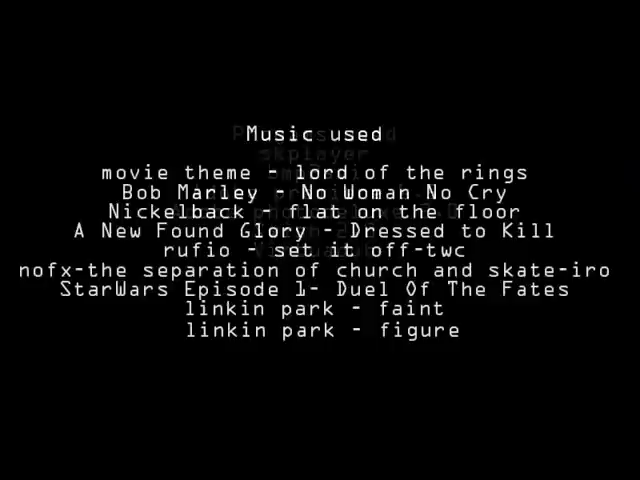 Music used
movie theme - lord of the rings
Bob Marley - No Woman No Cry
Nickelback - flat on the floor
A New Found Glory - Dressed to Kill
rufio - set it off-twc
nofx-the separation of church and skate-iro
StarWars Episode 1- Duel Of The Fates
linkin park - faint
linkin park - figure